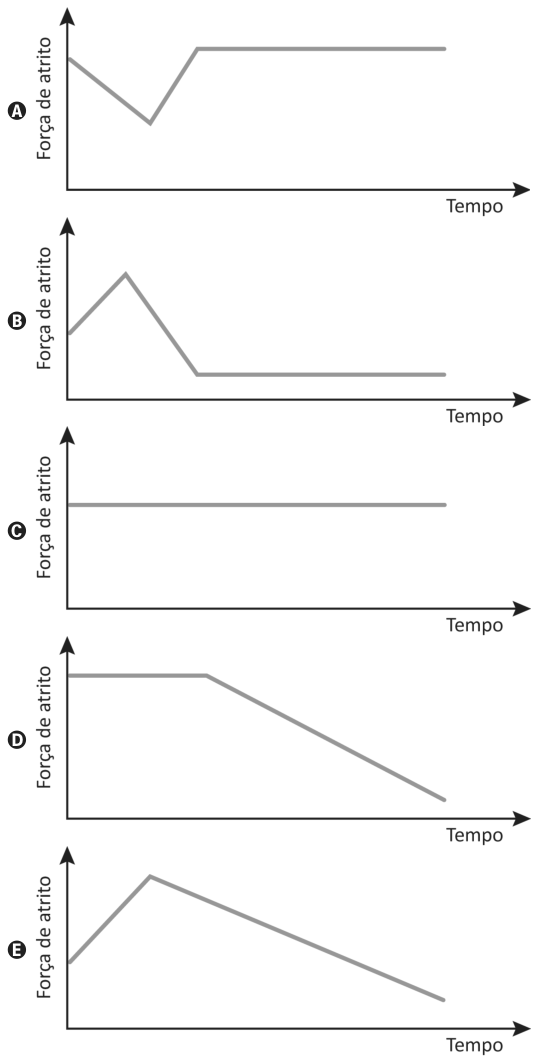 Força de atrito
A
Tempo
Força de atrito
B
Tempo
Força de atrito
C
Tempo
Força de atrito
D
Tempo
Força de atrito
E
Tempo